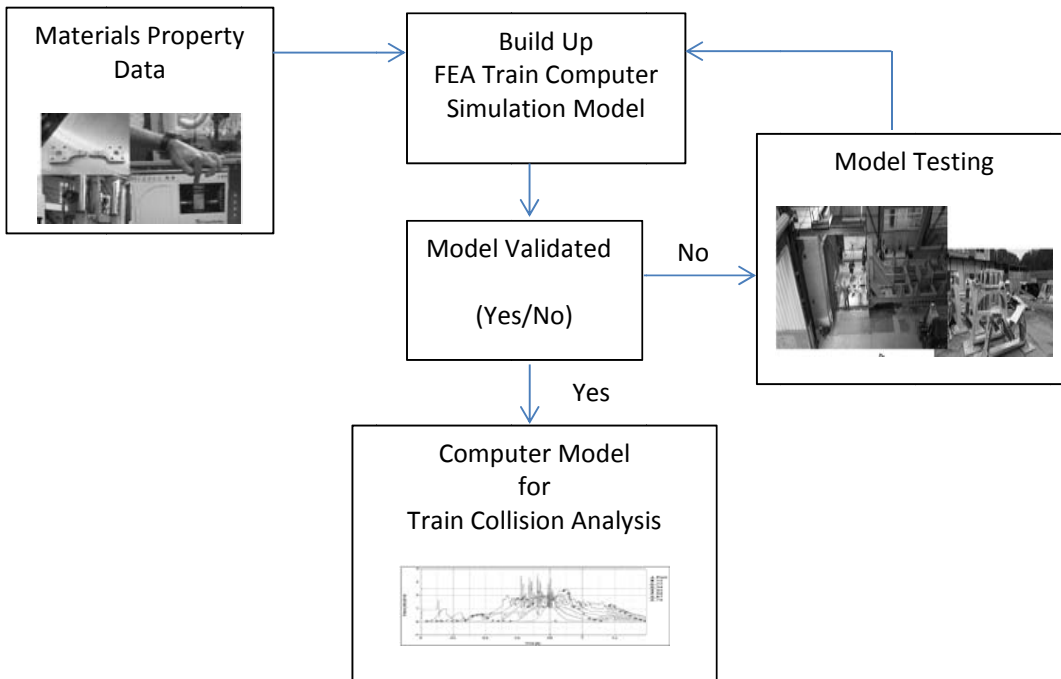 Materials Property
Data
Build Up
FEA Train Computer
Simulation Model
Model Testing
Model Validated
(Yes/No)
No
Yes
Computer Model
for
Train Collision Analysis